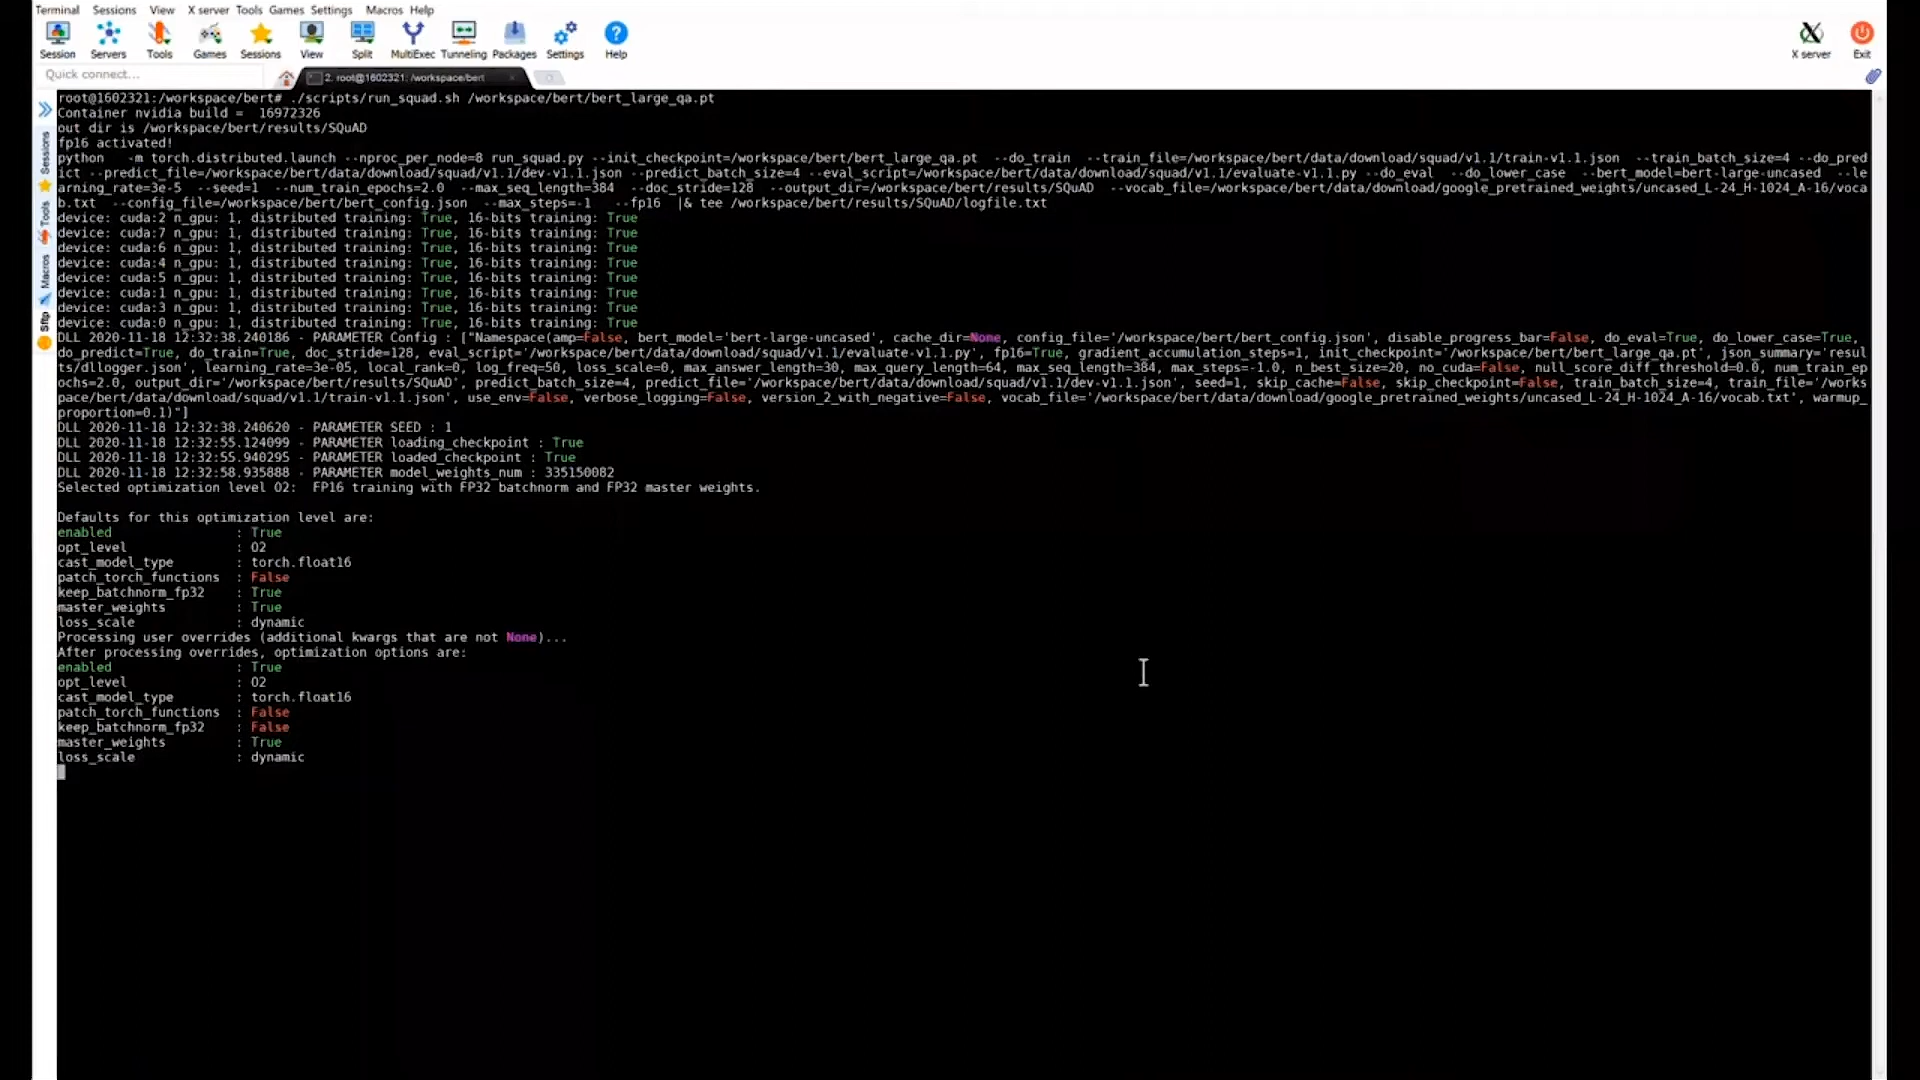 Terminal Sessions View X server Tools Games Settings Macros Help
Session Servers Tools Games Sessions View Split MultiExec Tunneling Packages Settings Help X server Exit
Quick connect... 2. root@1602321: /workspace/bert
Sessions
Tools
Macros
Sftp
root@1602321:/workspace/bert# ./scripts/run_squad.sh /workspace/bert/bert_large_qa.pt
Container nvidia build =  16972326
out dir is /workspace/bert/results/SQuAD
fp16 activated!
python   -m torch.distributed.launch --nproc_per_node=8 run_squad.py --init_checkpoint=/workspace/bert/bert_large_qa.pt  --do_train  --train_file=/workspace/bert/data/download/squad/v1.1/train-v1.1.json  --train_batch_size=4 --do_pred
ict --predict_file=/workspace/bert/data/download/squad/v1.1/dev-v1.1.json --predict_batch_size=4 --eval_script=/workspace/bert/data/download/squad/v1.1/evaluate-v1.1.py --do_eval  --do_lower_case  --bert_model=bert-large-uncased  --le
arning_rate=3e-5  --seed=1  --num_train_epochs=2.0  --max_seq_length=384  --doc_stride=128  --output_dir=/workspace/bert/results/SQuAD  --vocab_file=/workspace/bert/data/download/google_pretrained_weights/uncased_L-24_H-1024_A-16/voca
b.txt  --config_file=/workspace/bert/bert_config.json  --max_steps=-1   --fp16  |& tee /workspace/bert/results/SQuAD/logfile.txt
device: cuda:2 n_gpu: 1, distributed training: True, 16-bits training: True
device: cuda:7 n_gpu: 1, distributed training: True, 16-bits training: True
device: cuda:6 n_gpu: 1, distributed training: True, 16-bits training: True
device: cuda:4 n_gpu: 1, distributed training: True, 16-bits training: True
device: cuda:5 n_gpu: 1, distributed training: True, 16-bits training: True
device: cuda:1 n_gpu: 1, distributed training: True, 16-bits training: True
device: cuda:3 n_gpu: 1, distributed training: True, 16-bits training: True
device: cuda:0 n_gpu: 1, distributed training: True, 16-bits training: True
DLL 2020-11-18 12:32:38.240186 - PARAMETER Config : ["Namespace(amp=False, bert_model='bert-large-uncased', cache_dir=None, config_file='/workspace/bert/bert_config.json', disable_progress_bar=False, do_eval=True, do_lower_case=True,
do_predict=True, do_train=True, doc_stride=128, eval_script='/workspace/bert/data/download/squad/v1.1/evaluate-v1.1.py', fp16=True, gradient_accumulation_steps=1, init_checkpoint='/workspace/bert/bert_large_qa.pt', json_summary='resul
ts/dllogger.json', learning_rate=3e-05, local_rank=0, log_freq=50, loss_scale=0, max_answer_length=30, max_query_length=64, max_seq_length=384, max_steps=-1.0, n_best_size=20, no_cuda=False, null_score_diff_threshold=0.0, num_train_ep
ochs=2.0, output_dir='/workspace/bert/results/SQuAD', predict_batch_size=4, predict_file='/workspace/bert/data/download/squad/v1.1/dev-v1.1.json', seed=1, skip_cache=False, skip_checkpoint=False, train_batch_size=4, train_file='/works
pace/bert/data/download/squad/v1.1/train-v1.1.json', use_env=False, verbose_logging=False, version_2_with_negative=False, vocab_file='/workspace/bert/data/download/google_pretrained_weights/uncased_L-24_H-1024_A-16/vocab.txt', warmup_
proportion=0.1)"]
DLL 2020-11-18 12:32:38.240620 - PARAMETER SEED : 1
DLL 2020-11-18 12:32:55.124099 - PARAMETER loading_checkpoint : True
DLL 2020-11-18 12:32:55.940295 - PARAMETER loaded_checkpoint : True
DLL 2020-11-18 12:32:58.935888 - PARAMETER model_weights_num : 335150082
Selected optimization level O2:  FP16 training with FP32 batchnorm and FP32 master weights.
Defaults for this optimization level are:
enabled                : True
opt_level              : O2
cast_model_type        : torch.float16
patch_torch_functions  : False
keep_batchnorm_fp32    : True
master_weights         : True
loss_scale             : dynamic
Processing user overrides (additional kwargs that are not None)...
After processing overrides, optimization options are:
enabled                : True
opt_level              : O2
cast_model_type        : torch.float16
patch_torch_functions  : False
keep_batchnorm_fp32    : False
master_weights         : True
loss_scale             : dynamic